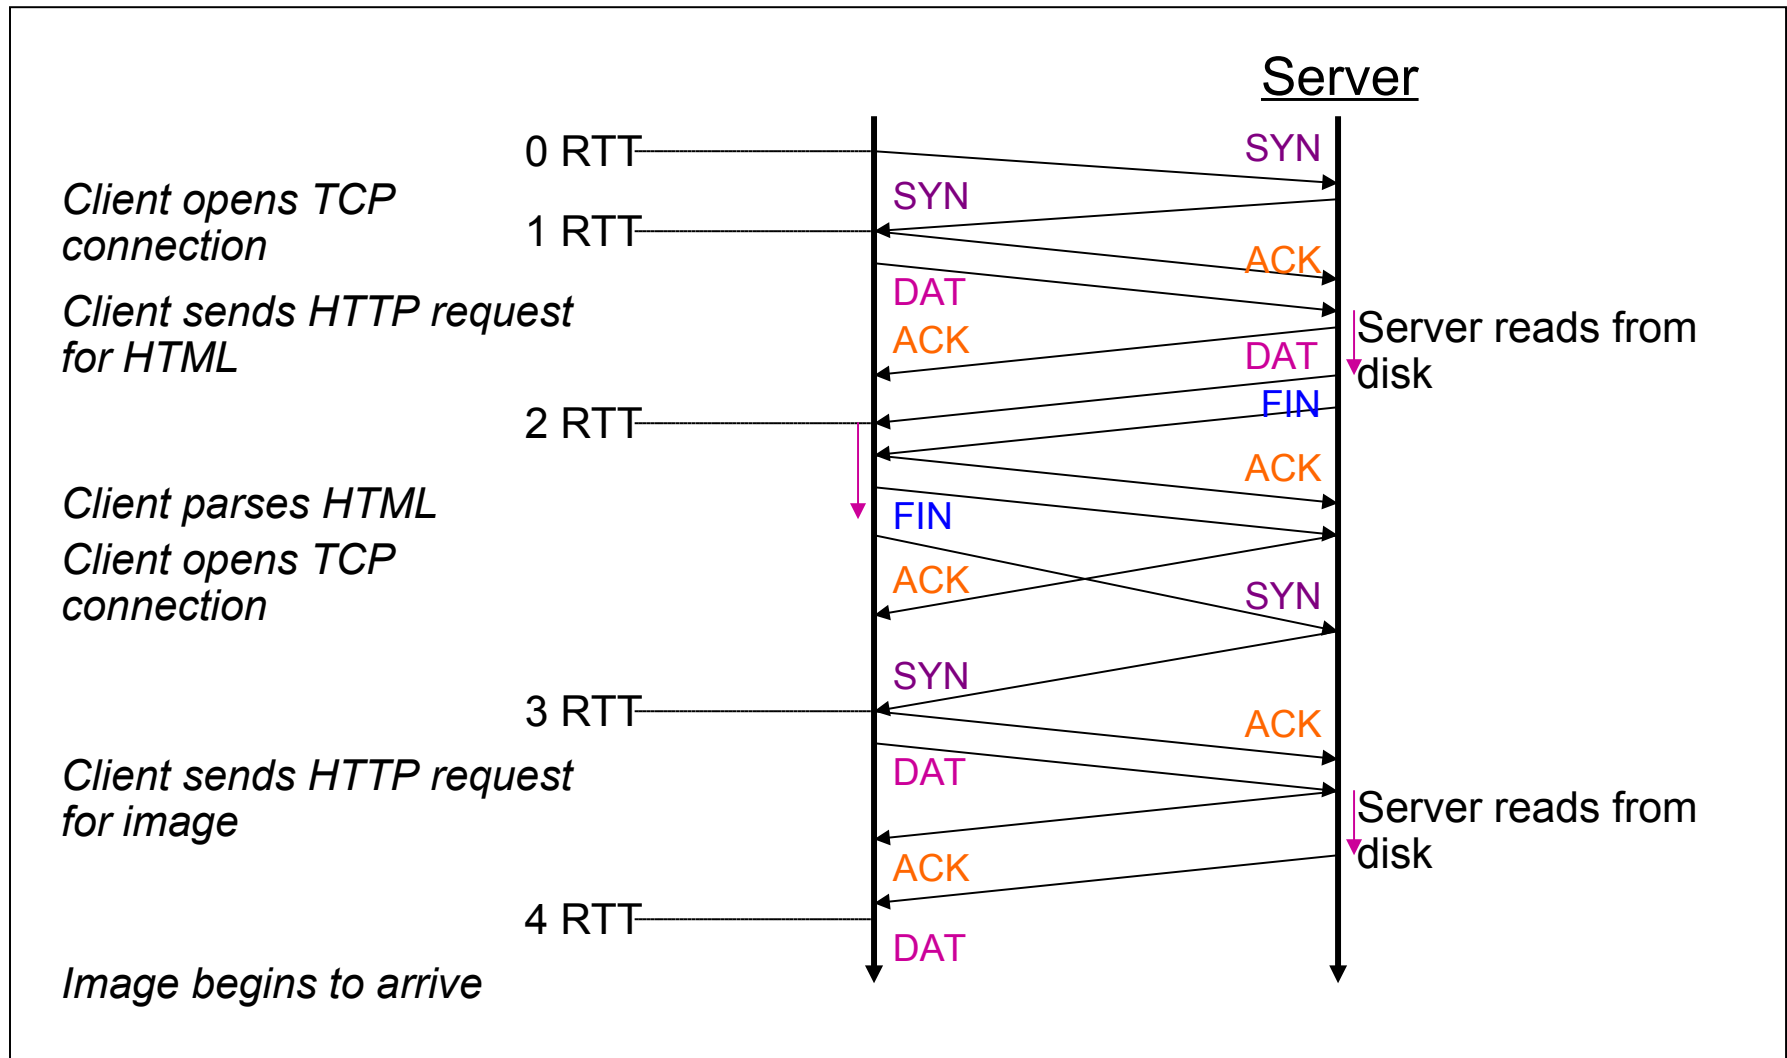 Server
0 RTT
SYN
Client opens TCP
connection
SYN
1 RTT
ACK
DAT
Client sends HTTP request
for HTML
ACK
Server reads from
disk
DAT
FIN
2 RTT
ACK
Client parses HTML
FIN
Client opens TCP
connection
ACK
SYN
SYN
3 RTT
ACK
Client sends HTTP request
for image
DAT
Server reads from
disk
ACK
4 RTT
DAT
Image begins to arrive